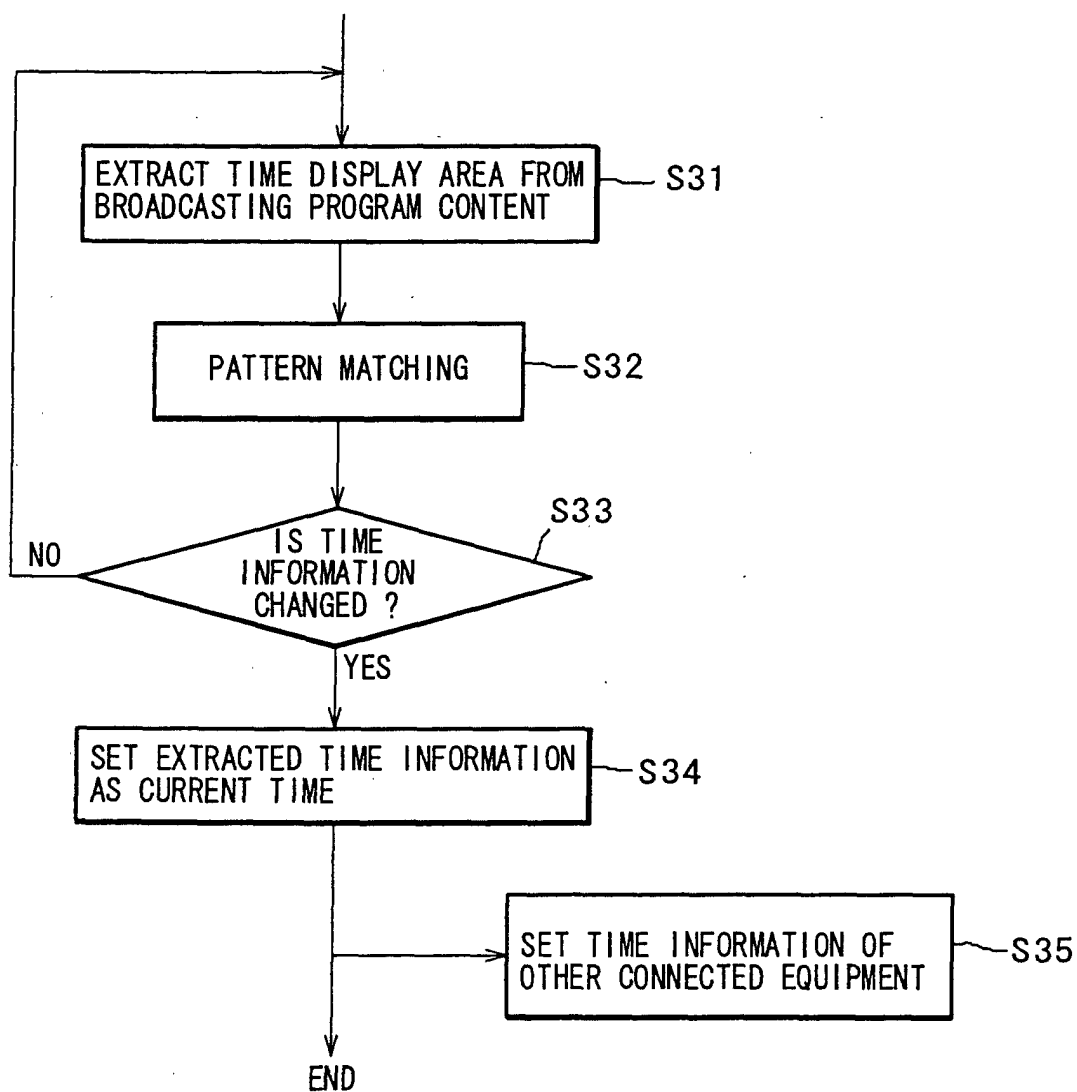 EXTRACT TIME DISPLAY AREA FROM
BROADCASTING PROGRAM CONTENT
S31
PATTERN MATCHING
S32
S33
IS TIME
INFORMATION
CHANGED ?
NO
YES
SET EXTRACTED TIME INFORMATION
AS CURRENT TIME
S34
SET TIME INFORMATION OF
OTHER CONNECTED EQUIPMENT
S35
END